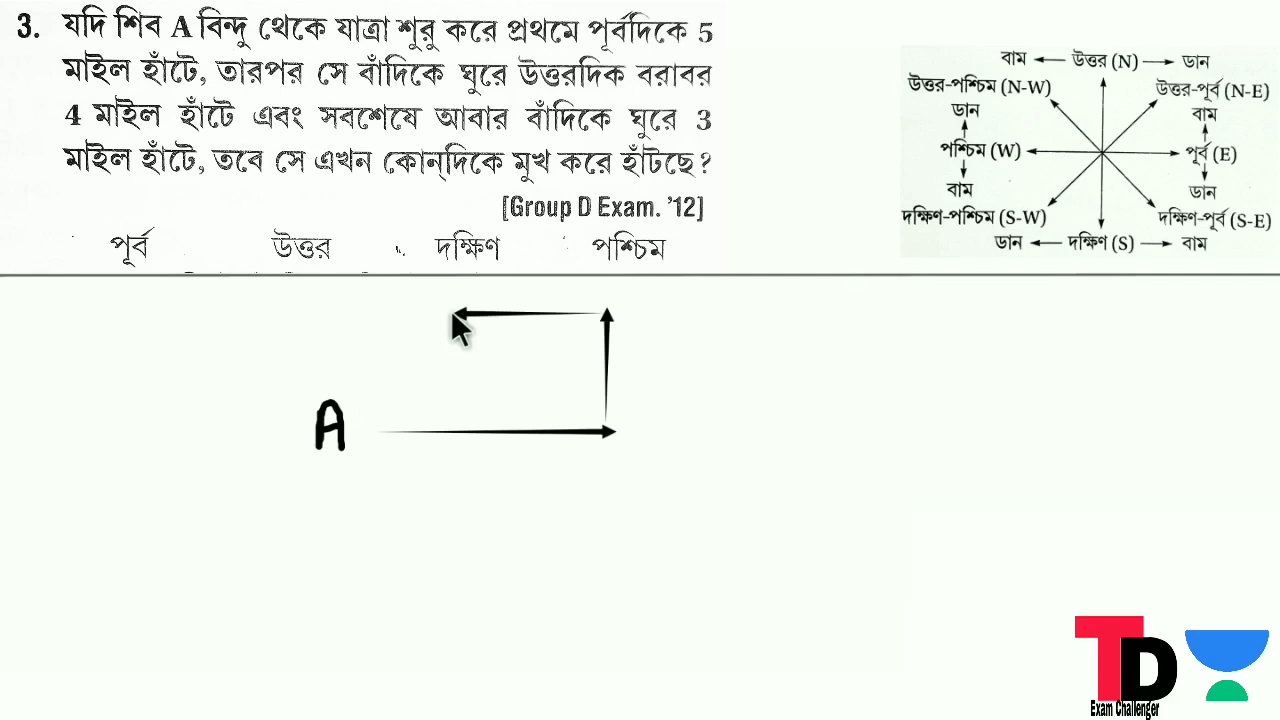 3. যদি শিব A বিন্দু থেকে যাত্রা শুরু করে প্রথমে পূর্বদিকে 5
মাইল হাঁটে, তারপর সে বাঁদিকে ঘুরে উত্তরদিক বরাবর
4 মাইল হাঁটে এবং সবশেষে আবার বাঁদিকে ঘুরে 3
মাইল হাঁটে, তবে সে এখন কোন্‌দিকে মুখ করে হাঁটছে?
[Group D Exam. '12]
পূর্ব উত্তর দক্ষিণ পশ্চিম
বাম উত্তর (N) ডান
উত্তর-পশ্চিম (N-W) উত্তর-পূর্ব (N-E)
ডান বাম
পশ্চিম (W) পূর্ব (E)
বাম ডান
দক্ষিণ-পশ্চিম (S-W) দক্ষিণ-পূর্ব (S-E)
ডান দক্ষিণ (S) বাম
A
TD
Exam Challenger